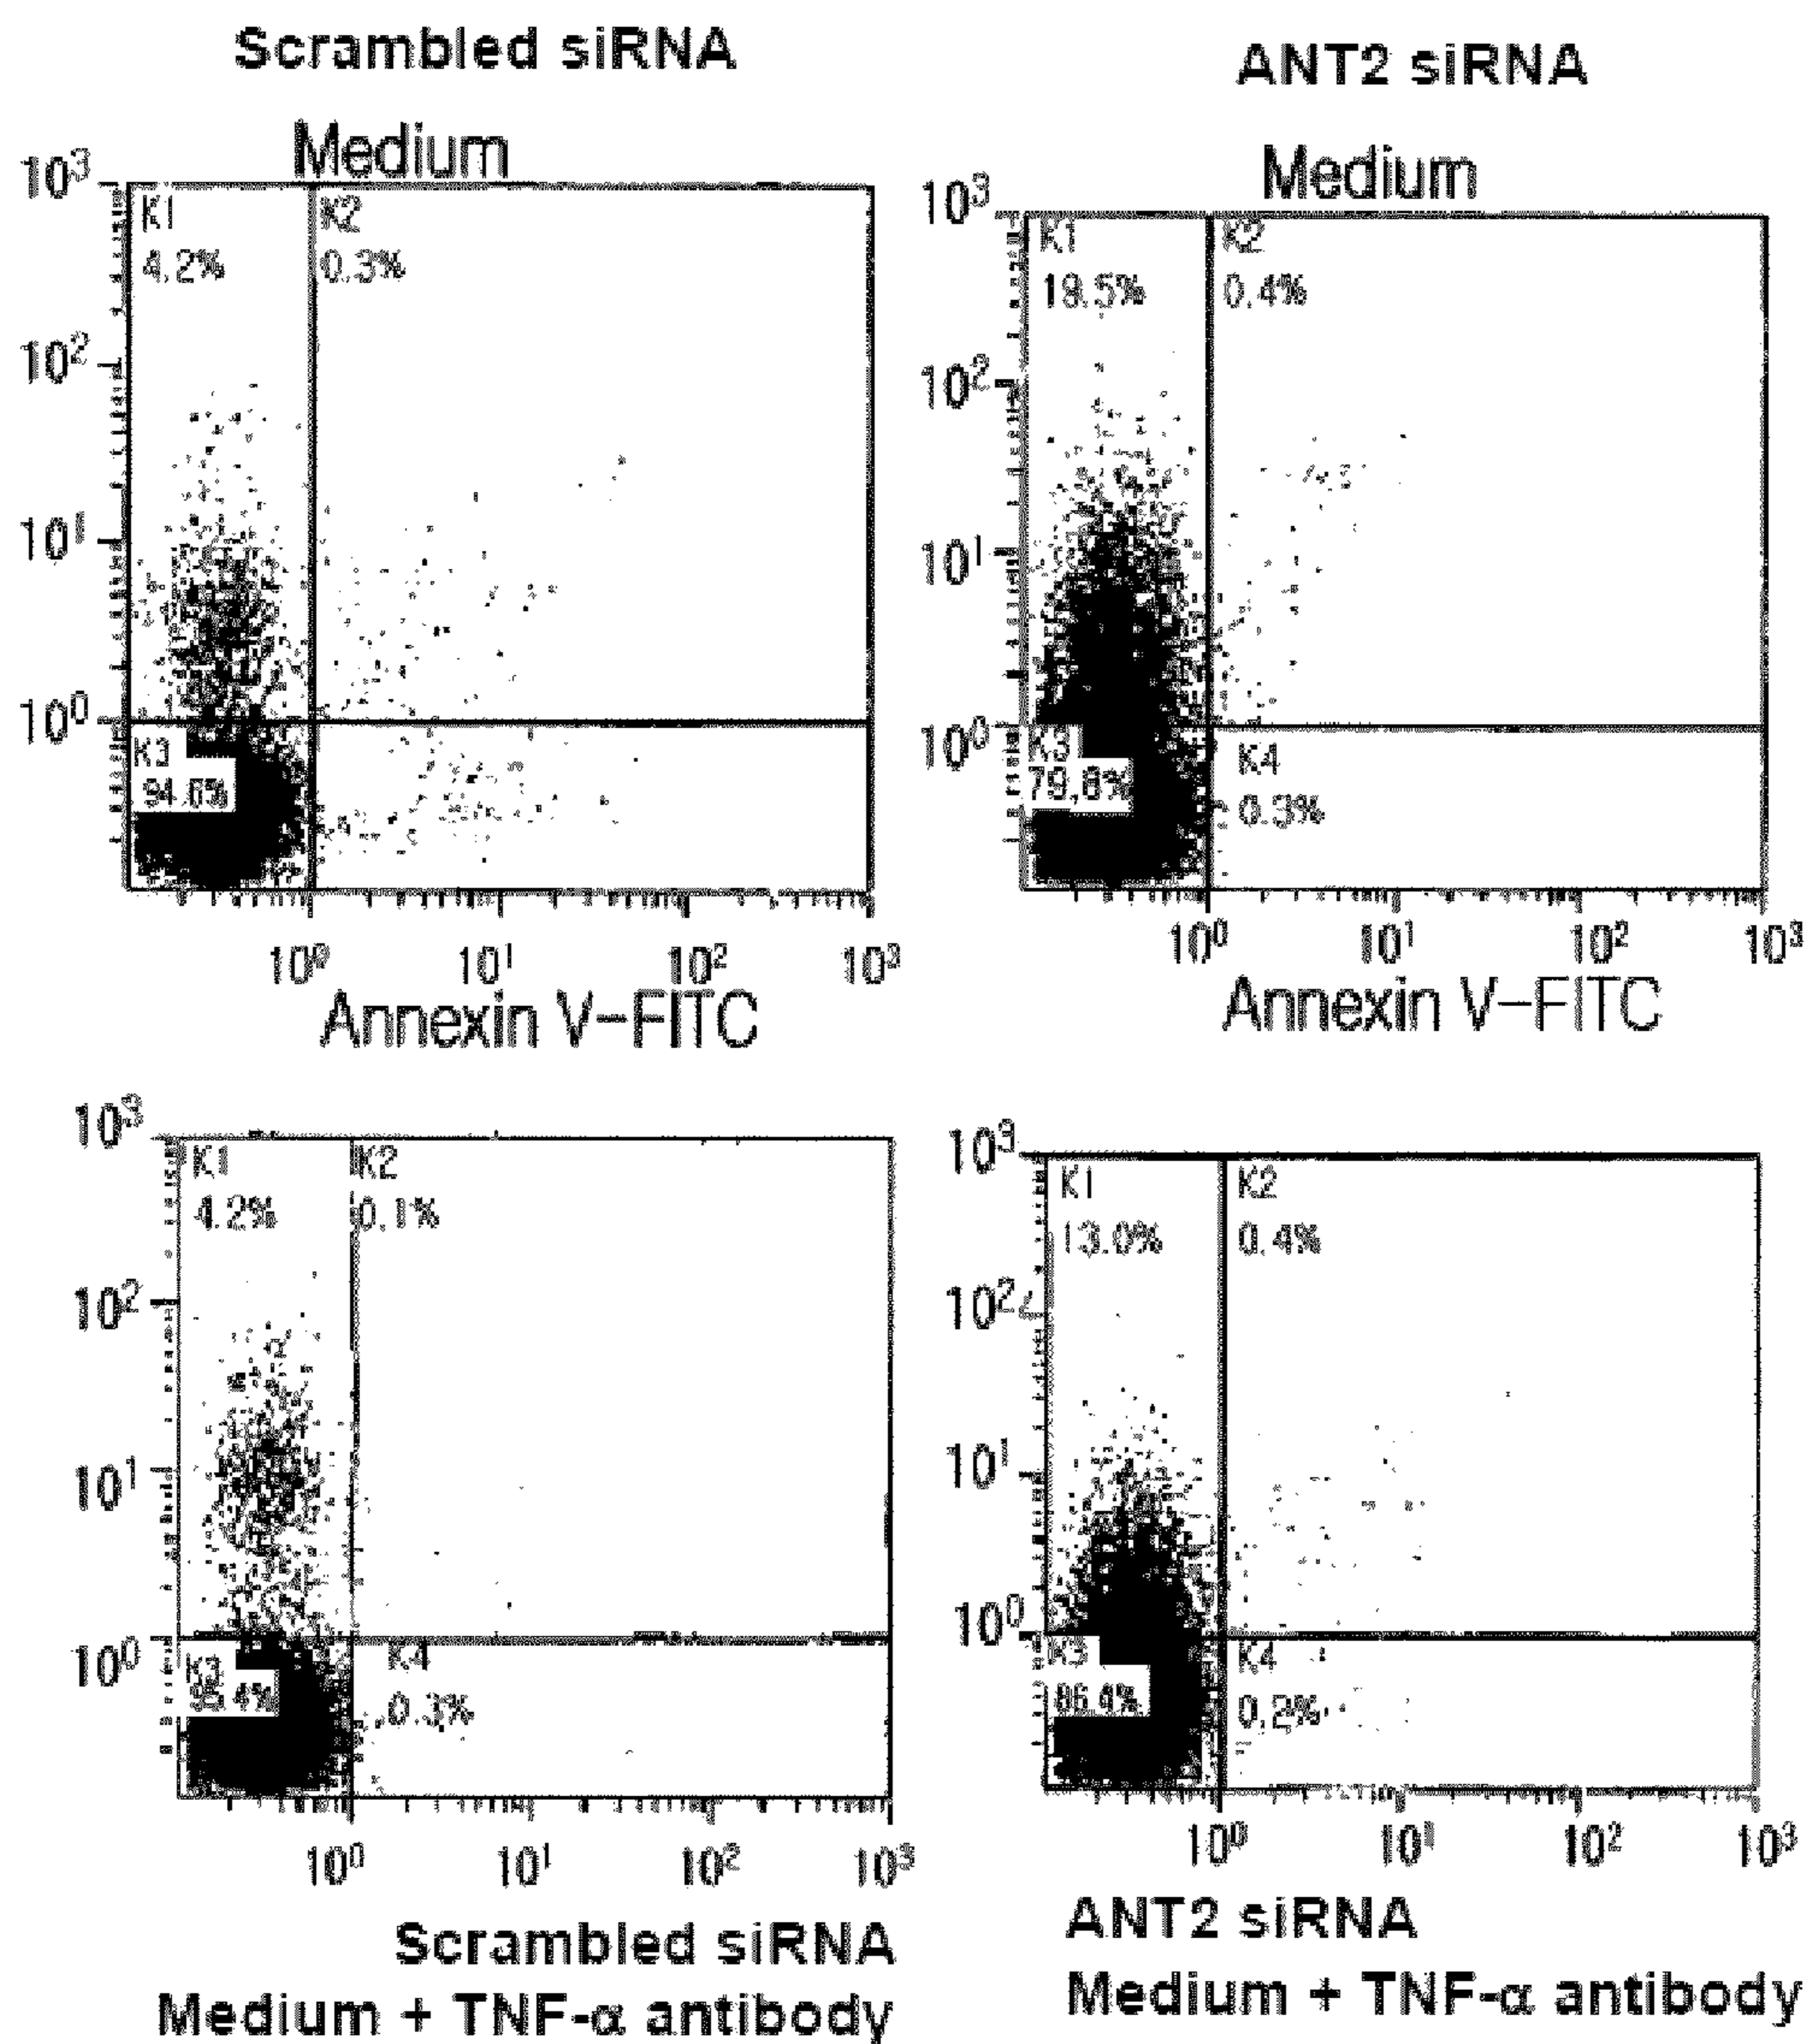 Scrambled siRNA
Medium
10³
K1
4.2%
K2
0.3%
10²
10¹
10⁰
K3
94.6%
10⁰ 10¹ 10² 10³
Annexin V-FITC
ANT2 siRNA
Medium
10³
K1
19.5%
K2
0.4%
10²
10¹
10⁰
K3
79.8%
K4
0.3%
10⁰ 10¹ 10² 10³
Annexin V-FITC
10³
K1
4.2%
K2
0.1%
10²
10¹
10⁰
K3
K4
0.3%
10⁰ 10¹ 10² 10³
Scrambled siRNA
Medium + TNF-α antibody
10³
K1
13.0%
K2
0.4%
10²
10¹
10⁰
K3
86.4%
K4
0.2%
10⁰ 10¹ 10² 10³
ANT2 siRNA
Medium + TNF-α antibody